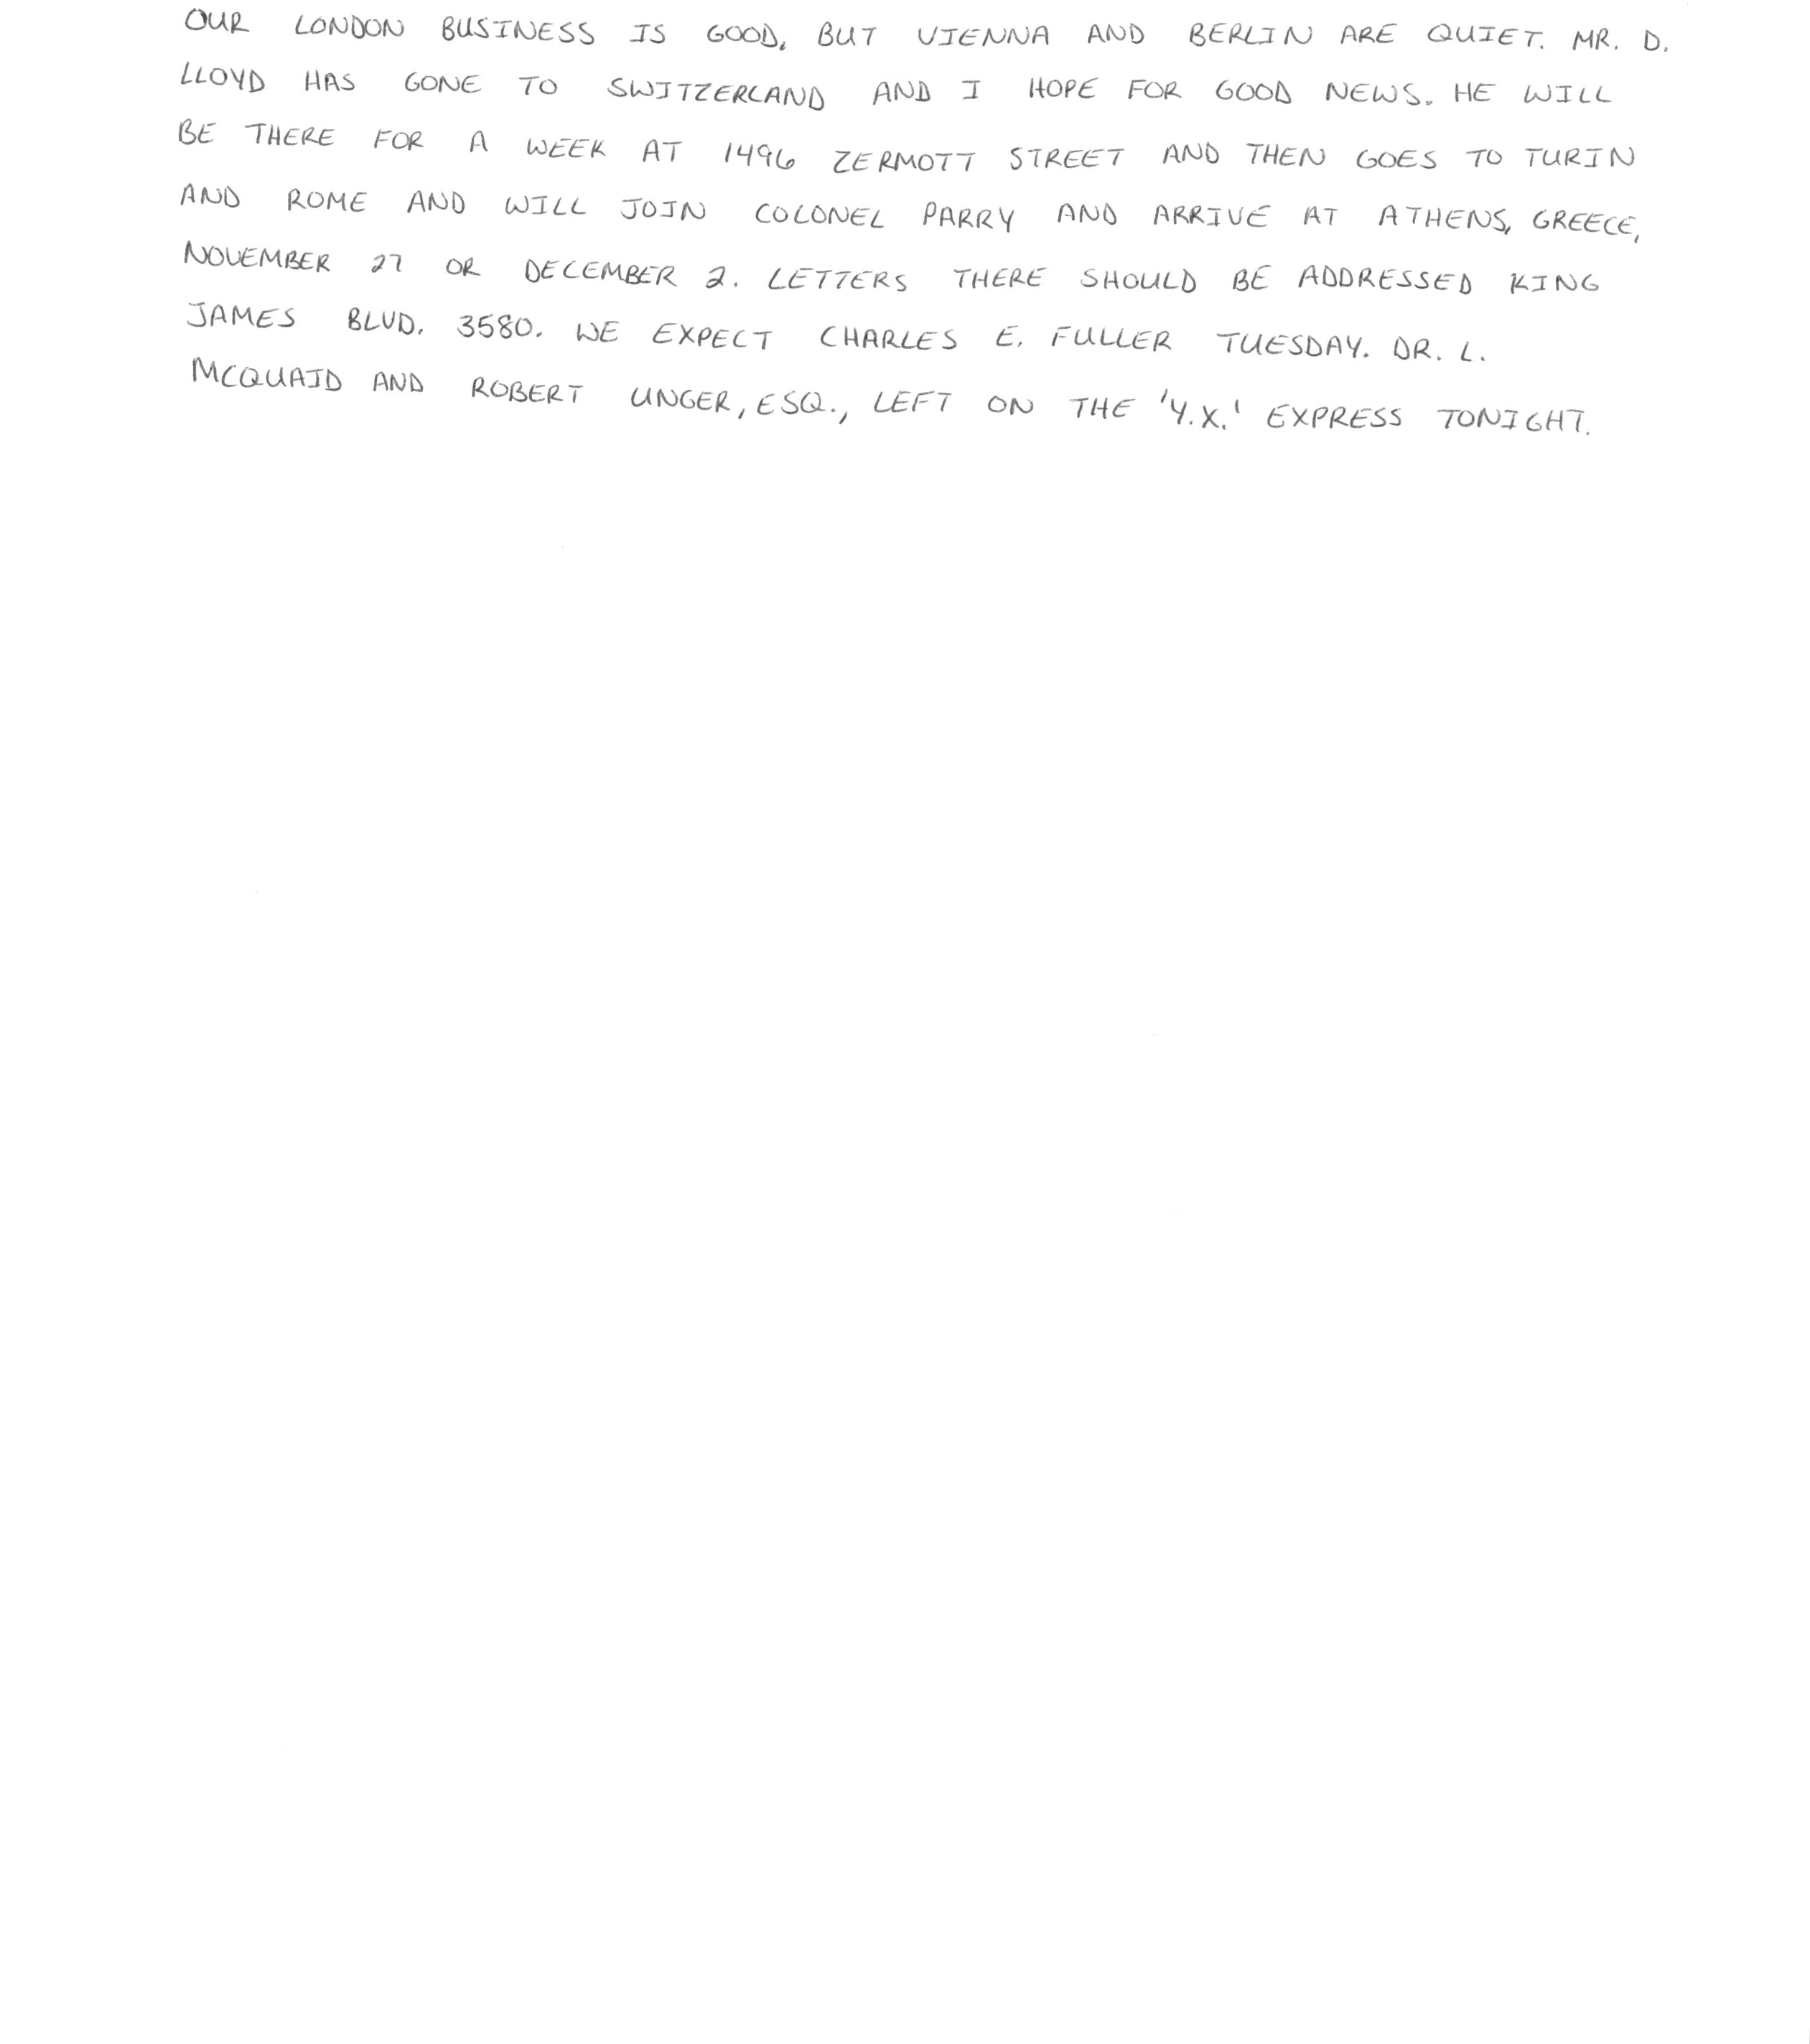 OUR LONDON BUSINESS IS GOOD, BUT VIENNA AND BERLIN ARE QUIET. MR. D.
LLOYD HAS GONE TO SWITZERLAND AND I HOPE FOR GOOD NEWS. HE WILL
BE THERE FOR A WEEK AT 1496 ZERMOTT STREET AND THEN GOES TO TURIN
AND ROME AND WILL JOIN COLONEL PARRY AND ARRIVE AT ATHENS, GREECE,
NOVEMBER 27 OR DECEMBER 2. LETTERS THERE SHOULD BE ADDRESSED KING
JAMES BLVD. 3580. WE EXPECT CHARLES E. FULLER TUESDAY. DR. L.
MCQUAID AND ROBERT UNGER, ESQ., LEFT ON THE 'Y.X.' EXPRESS TONIGHT.